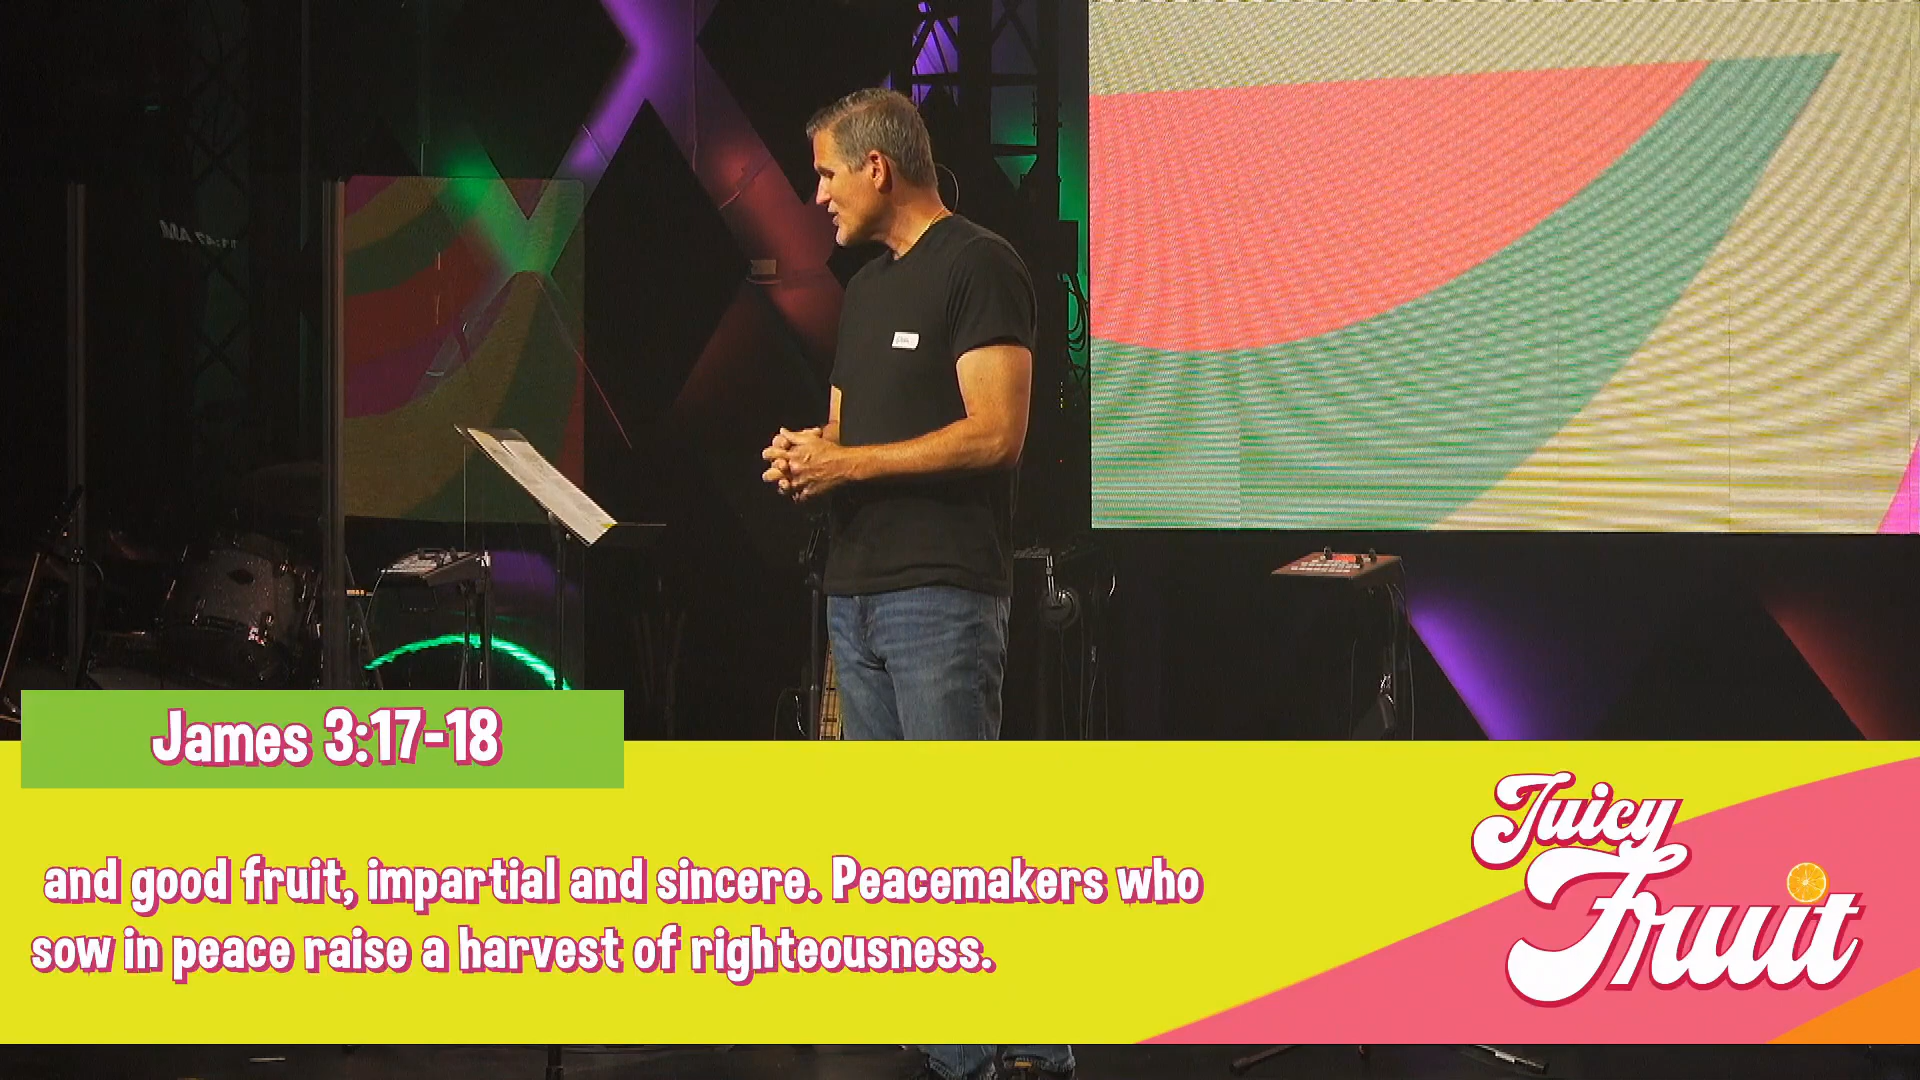 James 3:17-18
and good fruit, impartial and sincere. Peacemakers who
sow in peace raise a harvest of righteousness.
Juicy
Fruit